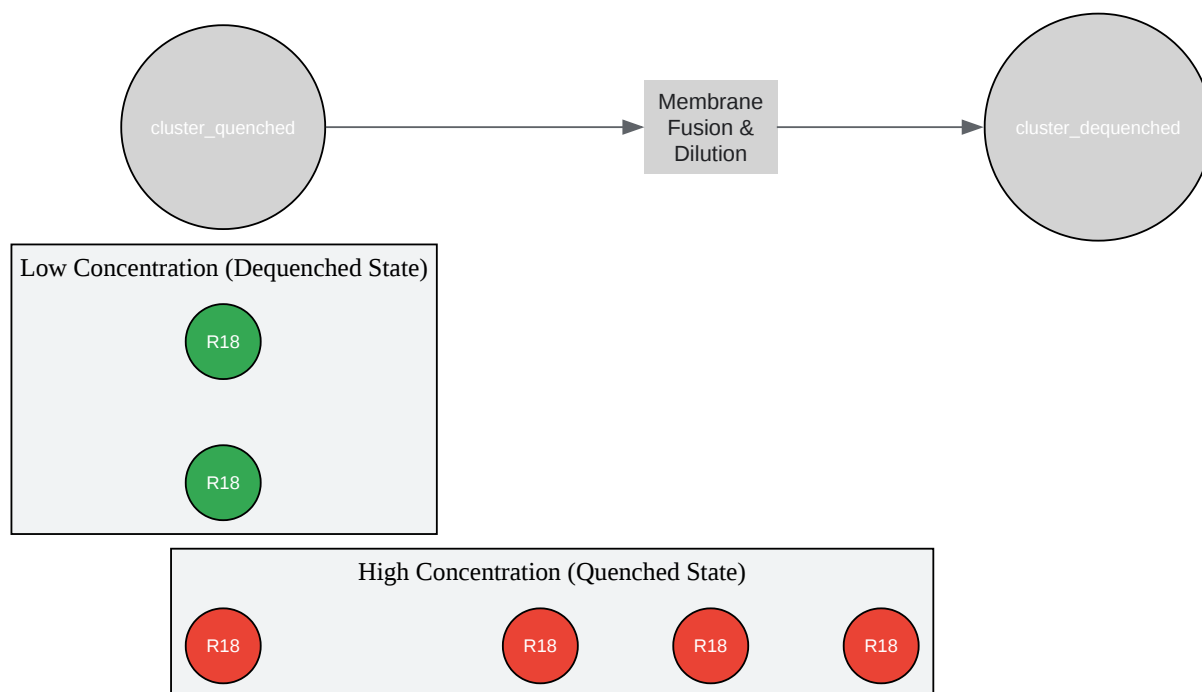 cluster_quenched
Membrane
Fusion &
Dilution
cluster_dequenched
Low Concentration (Dequenched State)
R18
R18
High Concentration (Quenched State)
R18
R18
R18
R18